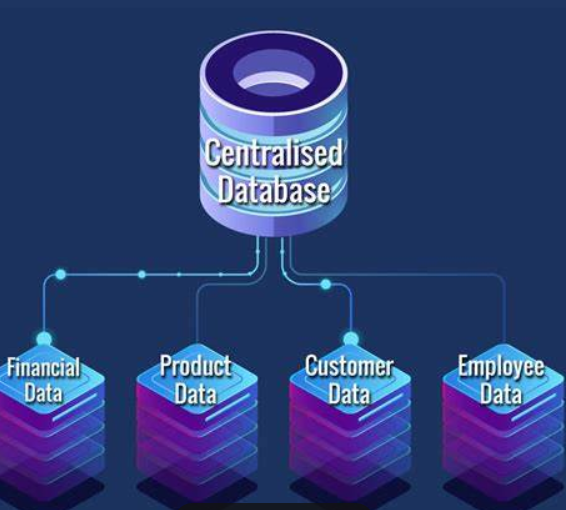 Centralised
Database
Financial
Data
Product
Data
Customer
Data
Employee
Data